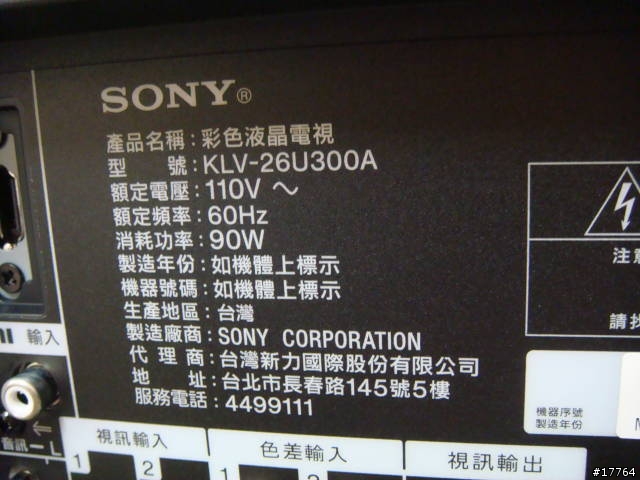 SONY®
產品名稱：彩色液晶電視
型 號：KLV-26U300A
額定電壓：110V ～
額定頻率：60Hz
消耗功率：90W
製造年份：如機體上標示
機器號碼：如機體上標示
生產地區：台灣
製造廠商：SONY CORPORATION
代 理 商：台灣新力國際股份有限公司
地 址：台北市長春路145號5樓
服務電話：4499111
注意
請找
輸入
機器序號
製造年份
音訊 — L
視訊輸入
1 2
色差輸入
1
視訊輸出
#17764